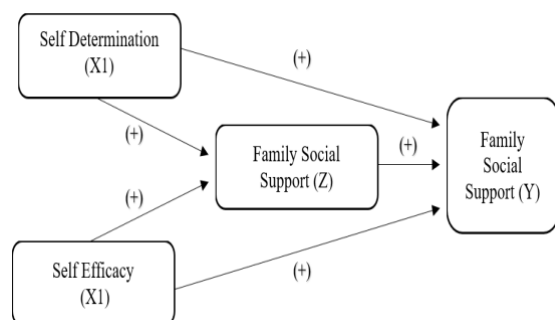 Self Determination
(X1)
(+)
(+)
Family Social
Support (Z)
(+)
Family
Social
Support (Y)
(+)
Self Efficacy
(X1)
(+)